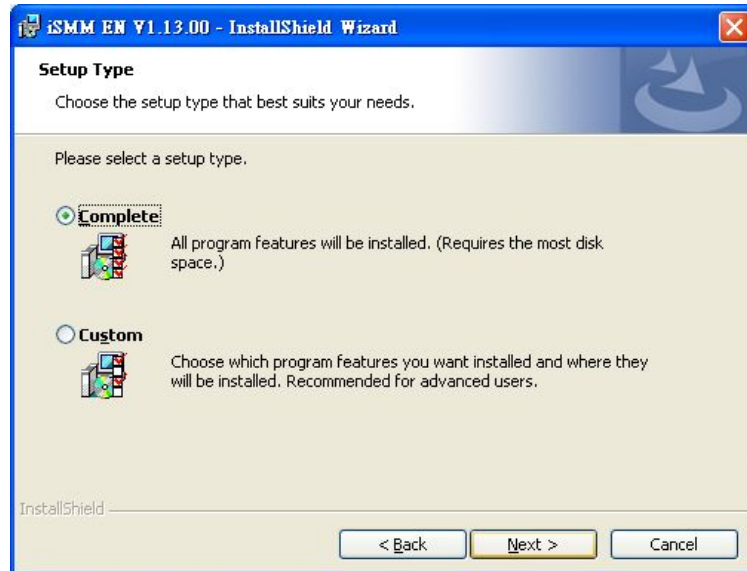 iSMM EN V1.13.00 - InstallShield Wizard
Setup Type
Choose the setup type that best suits your needs.
Please select a setup type.
Complete
All program features will be installed. (Requires the most disk
space.)
Custom
Choose which program features you want installed and where they
will be installed. Recommended for advanced users.
InstallShield
< Back
Next >
Cancel